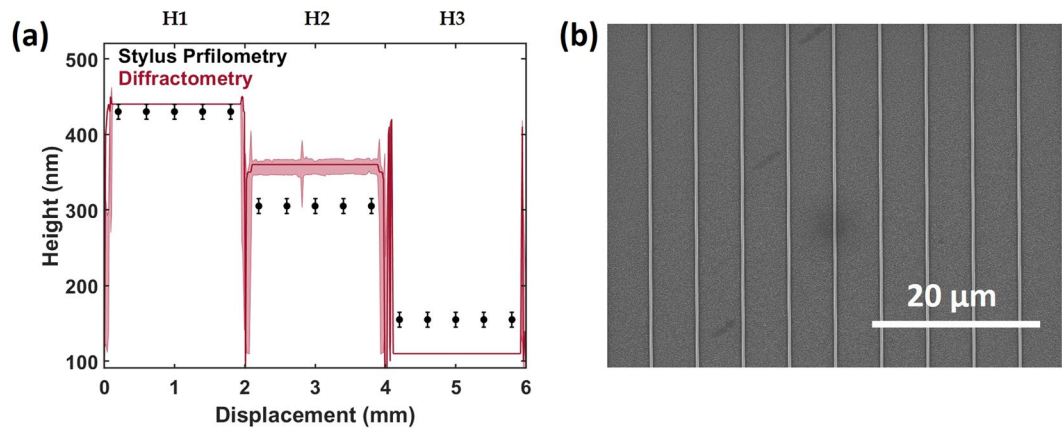 H1 H2 H3
(a)
(b)
Stylus Prfilometry
Diffractometry
500
400
300
200
100
Height (nm)
0 1 2 3 4 5 6
Displacement (mm)
20 µm